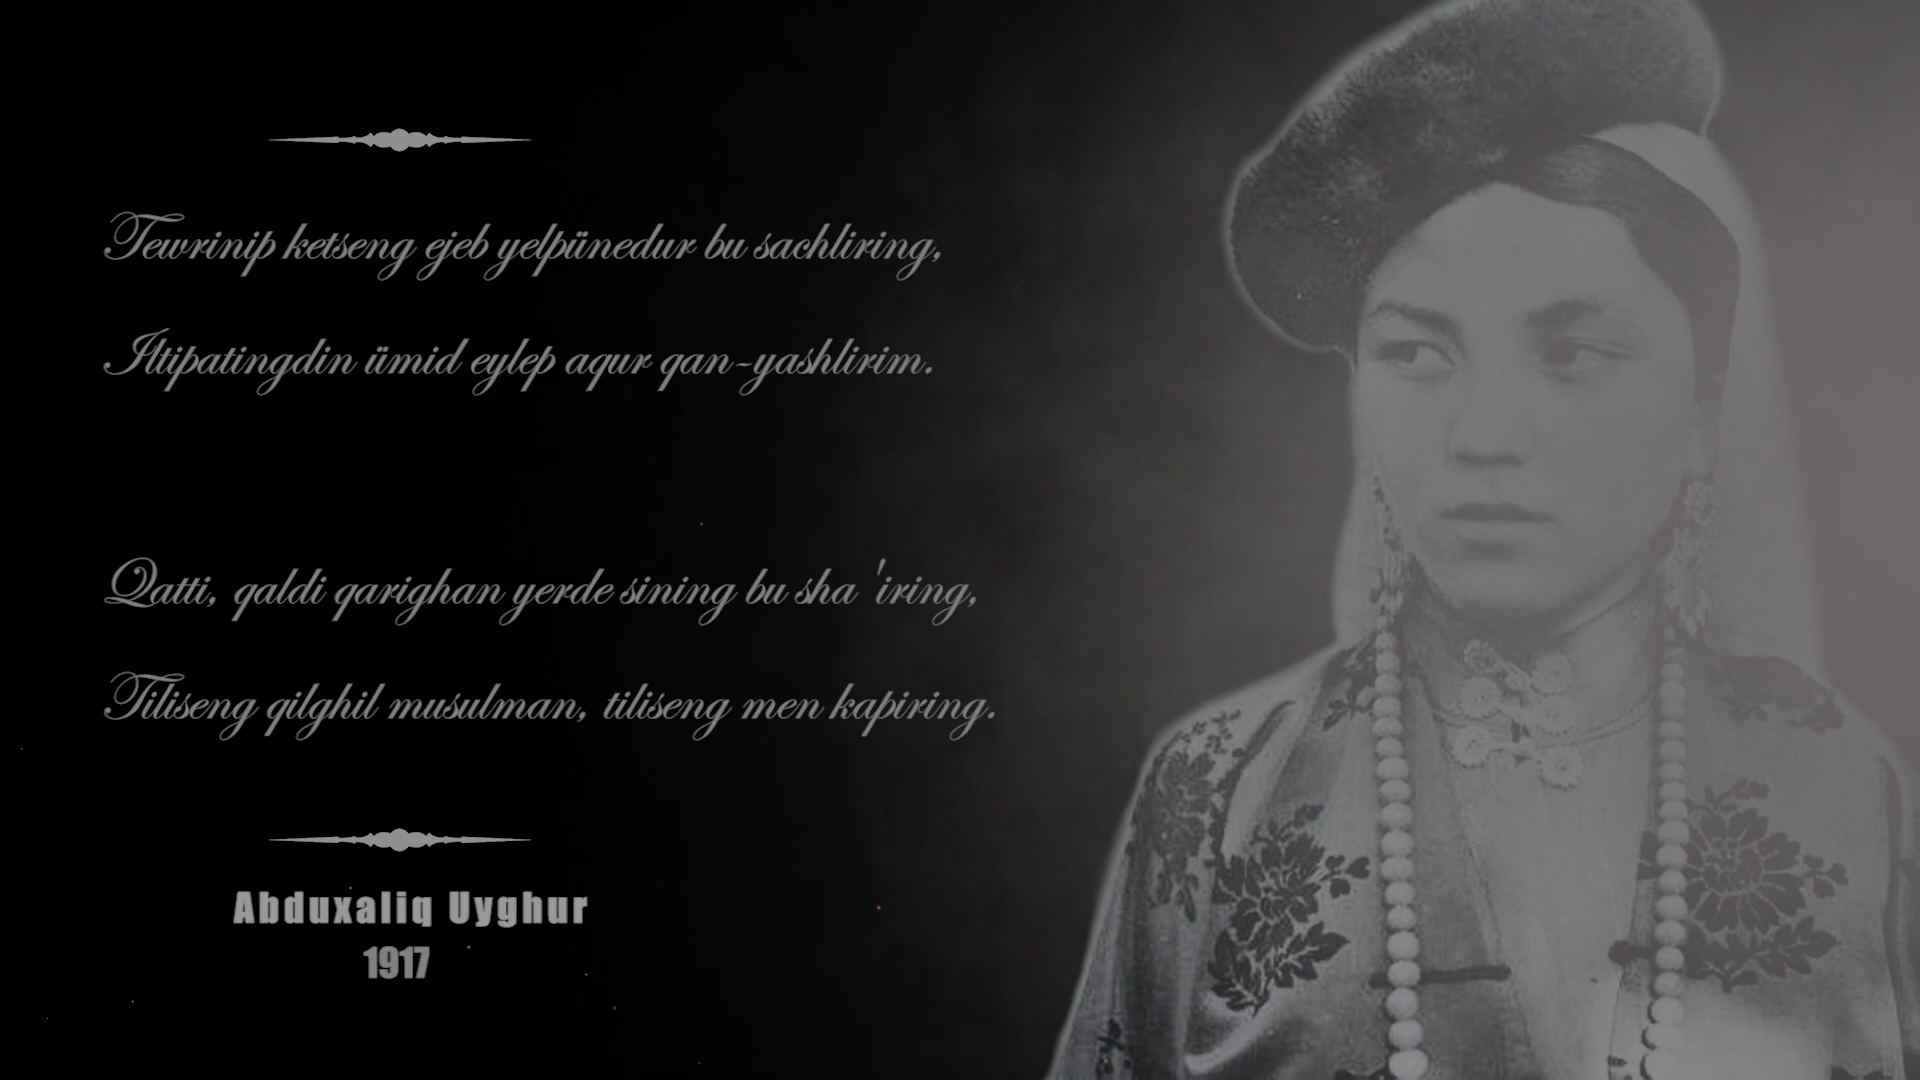 Tewrinip ketseng ejeb yelpünedur bu sachliring,
Iltipatingdin ümid eylep aqur qan-yashlirim.
Qatti, qaldi qarighan yerde sining bu sha'iring,
Tiliseng qilghil musulman, tiliseng men kapiring.
Abduxaliq Uyghur
1917